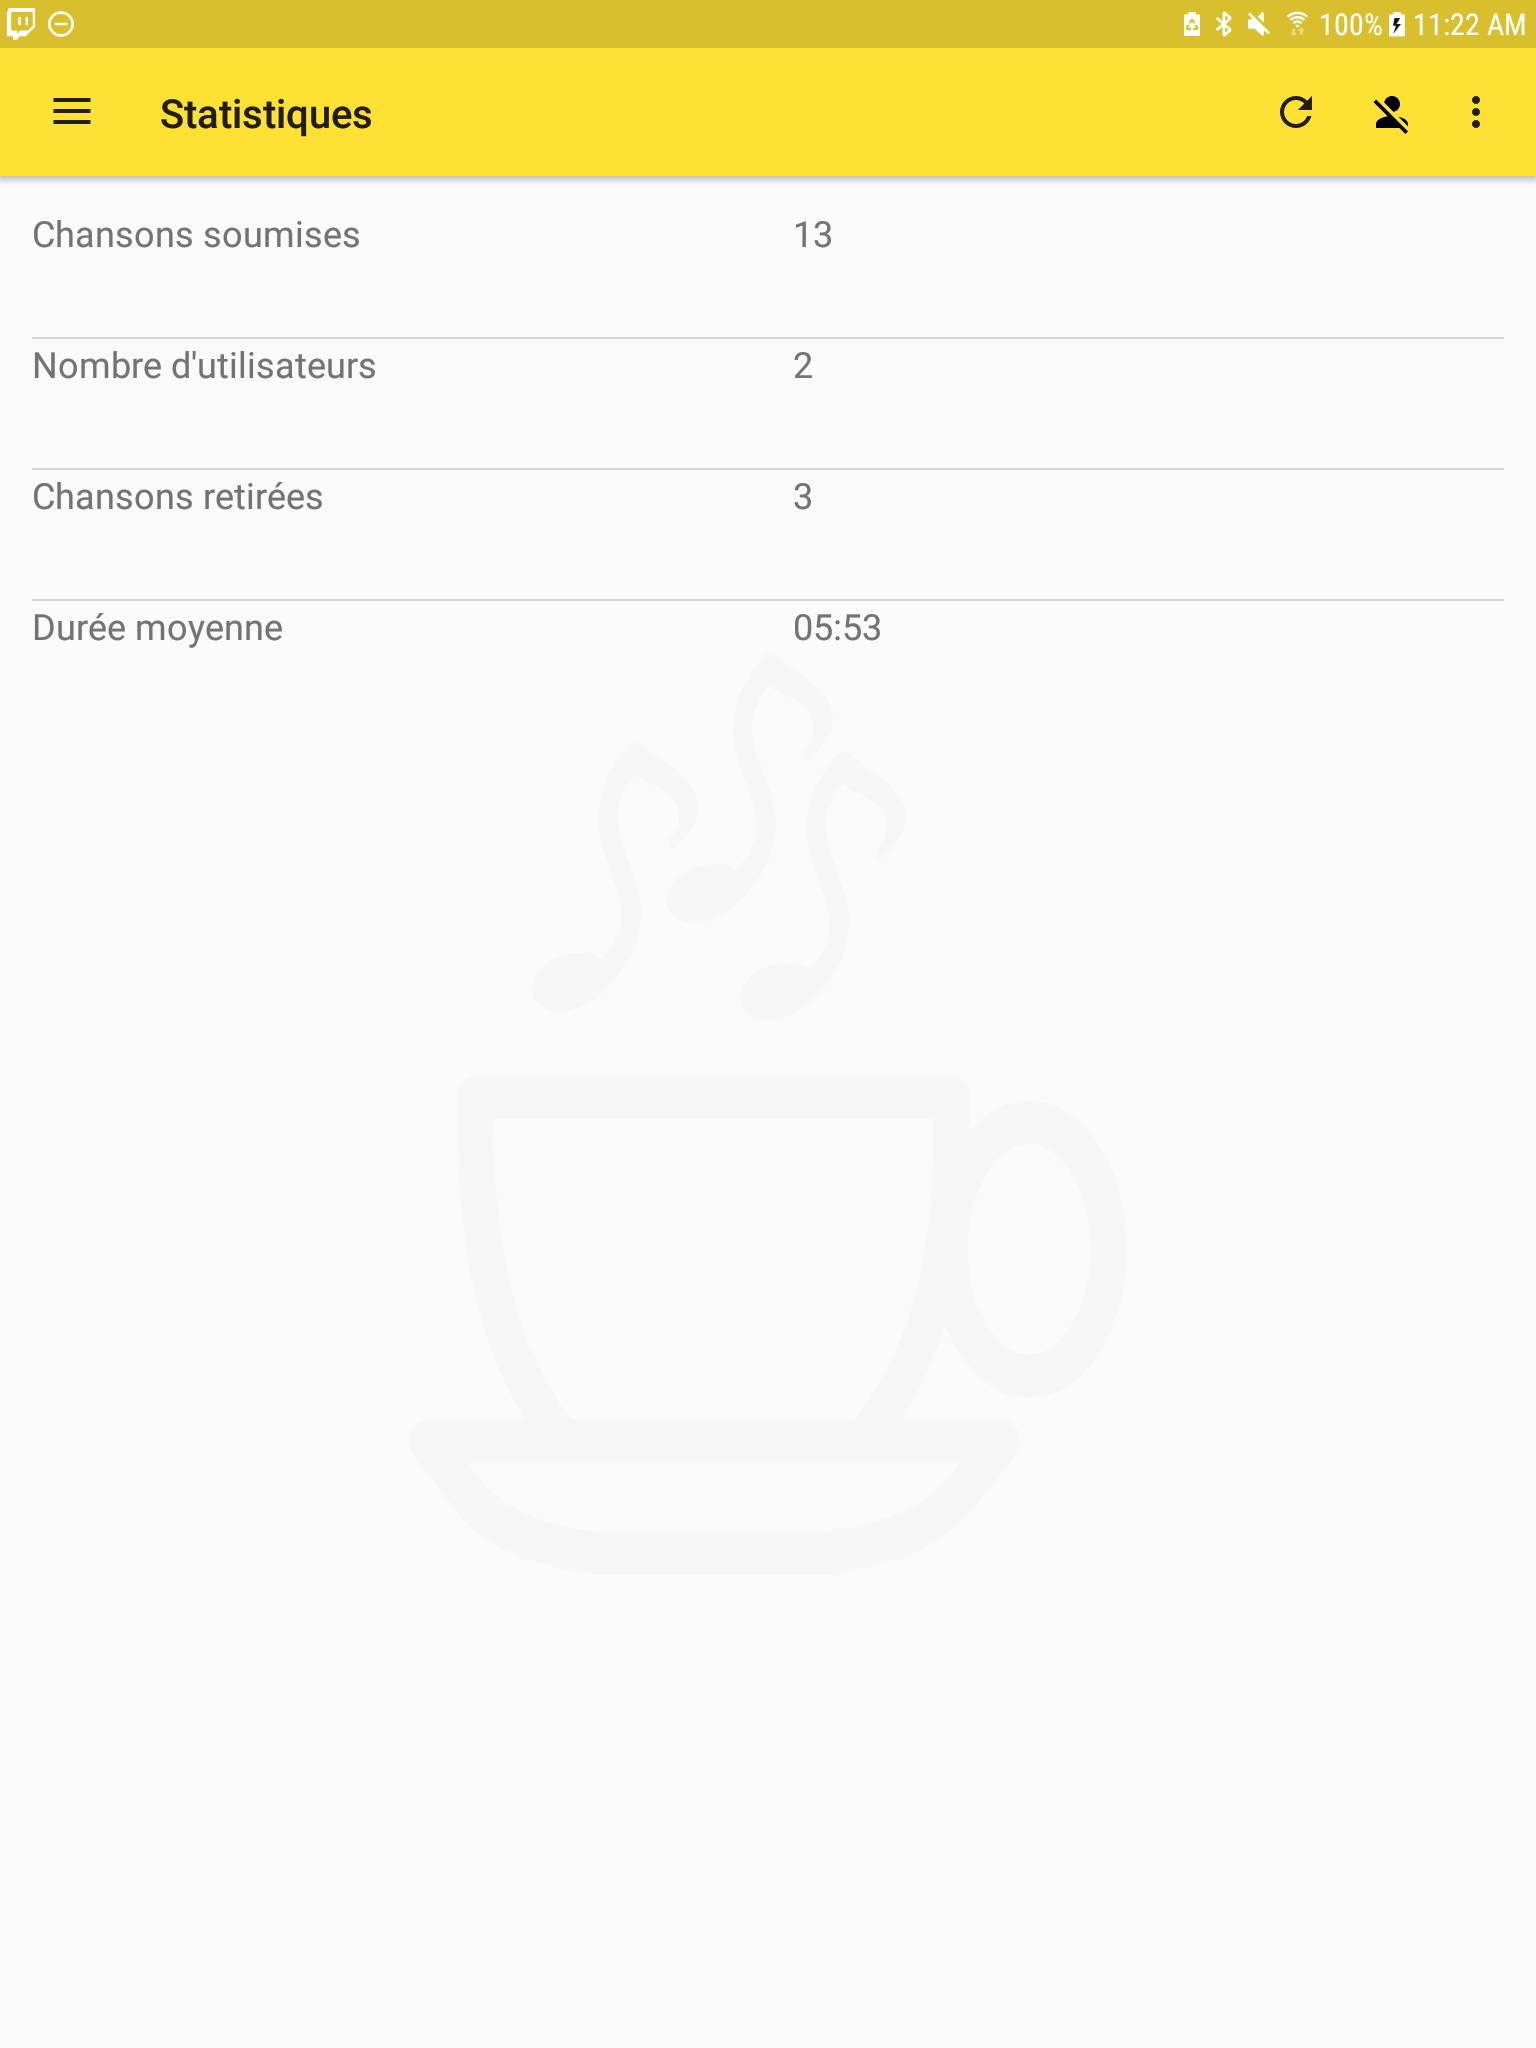 100% 11:22 AM
Statistiques
Chansons soumises 13
Nombre d'utilisateurs 2
Chansons retirées 3
Durée moyenne 05:53